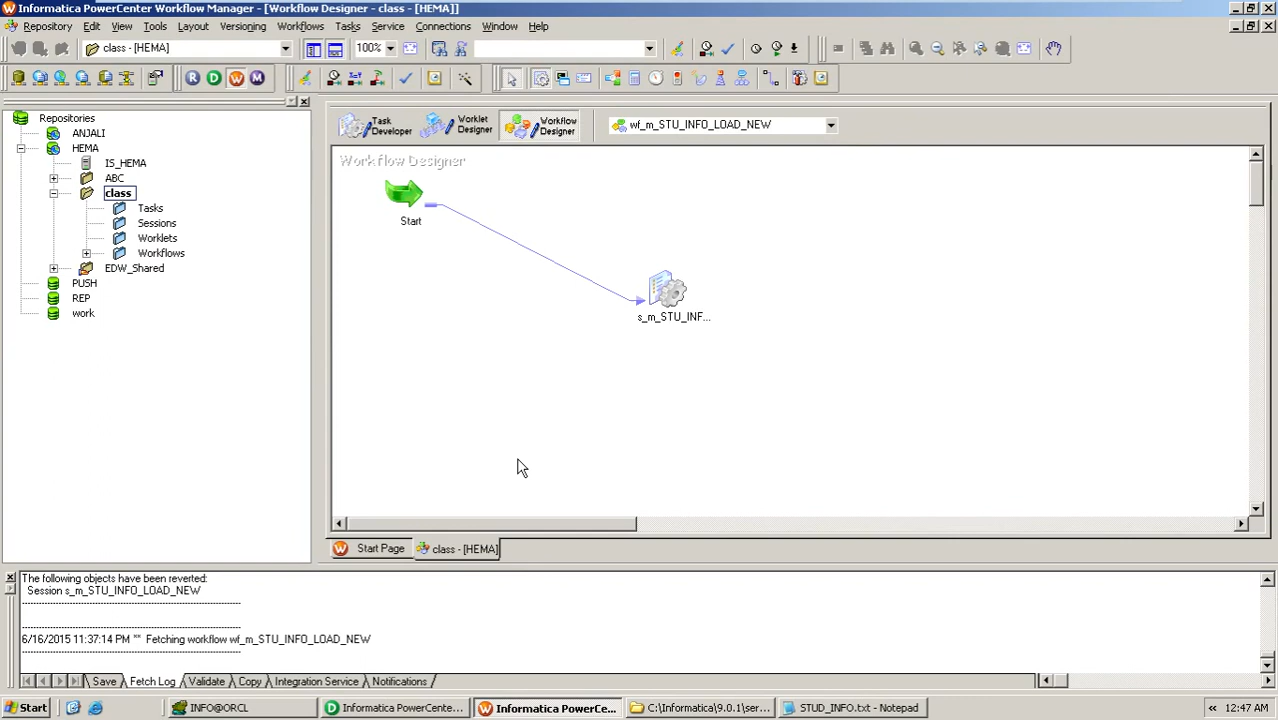 Informatica PowerCenter Workflow Manager - [Workflow Designer - class - [HEMA]]
Repository Edit View Tools Layout Versioning Workflows Tasks Service Connections Window Help
class - [HEMA] 100%
R D W M
Repositories
ANJALI
HEMA
IS_HEMA
ABC
class
Tasks
Sessions
Worklets
Workflows
EDW_Shared
PUSH
REP
work
Task Developer Worklet Designer Workflow Designer wf_m_STU_INFO_LOAD_NEW
Workflow Designer
Start
s_m_STU_INF...
Start Page class - [HEMA]
The following objects have been reverted:
Session s_m_STU_INFO_LOAD_NEW
----------------------------------------------------------
----------------------------------------------------------
6/16/2015 11:37:14 PM ** Fetching workflow wf_m_STU_INFO_LOAD_NEW
----------------------------------------------------------
Save Fetch Log Validate Copy Integration Service Notifications
Start INFO@ORCL Informatica PowerCente... Informatica PowerCe... C:\Informatica\9.0.1\ser... STUD_INFO.txt - Notepad 12:47 AM